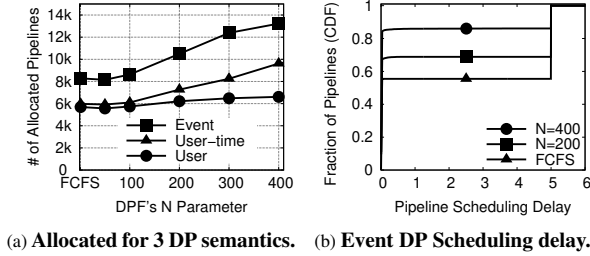 # of Allocated Pipelines
14k
12k
10k
8k
6k
4k
2k
0
FCFS 100 200 300 400
DPF's N Parameter
Event
User-time
User
Fraction of Pipelines (CDF)
1
0.8
0.6
0.4
0.2
0
0 1 2 3 4 5 6
Pipeline Scheduling Delay
N=400
N=200
FCFS
(a) Allocated for 3 DP semantics. (b) Event DP Scheduling delay.